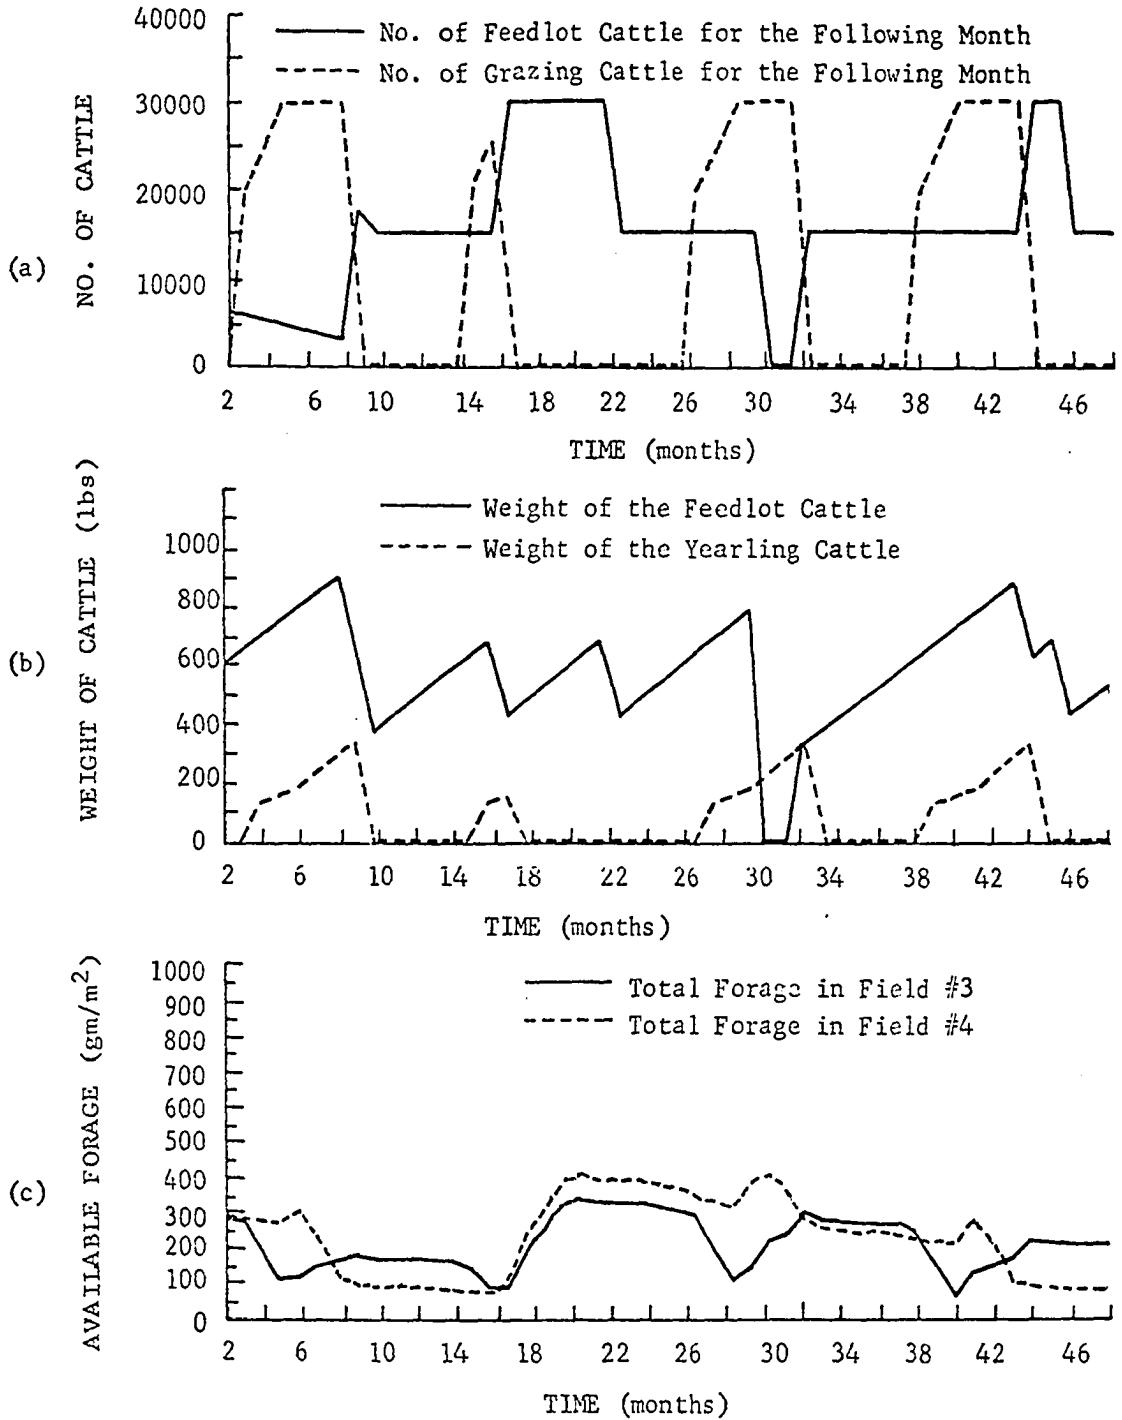 40000
No. of Feedlot Cattle for the Following Month
No. of Grazing Cattle for the Following Month
30000
20000
10000
0
NO. OF CATTLE
(a)
2 6 10 14 18 22 26 30 34 38 42 46
TIME (months)
WEIGHT OF CATTLE (lbs)
(b)
Weight of the Feedlot Cattle
Weight of the Yearling Cattle
1000
800
600
400
200
0
2 6 10 14 18 22 26 30 34 38 42 46
TIME (months)
AVAILABLE FORAGE (gm/m²)
(c)
Total Forage in Field #3
Total Forage in Field #4
1000
900
800
700
600
500
400
300
200
100
0
2 6 10 14 18 22 26 30 34 38 42 46
TIME (months)